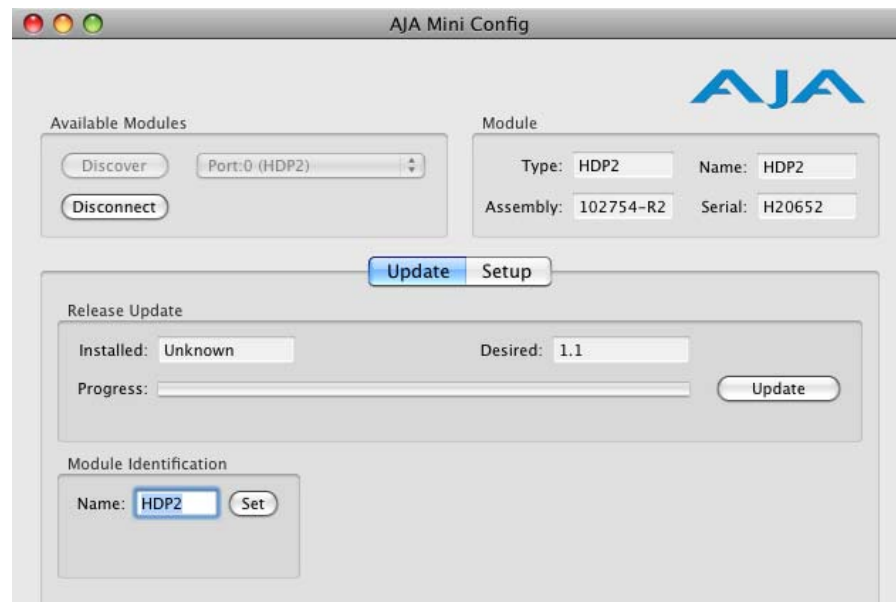 AJA Mini Config
AJA
Available Modules
Discover
Port:0 (HDP2)
Disconnect
Module
Type: HDP2
Name: HDP2
Assembly: 102754-R2
Serial: H20652
Update
Setup
Release Update
Installed: Unknown
Desired: 1.1
Progress:
Update
Module Identification
Name: HDP2
Set